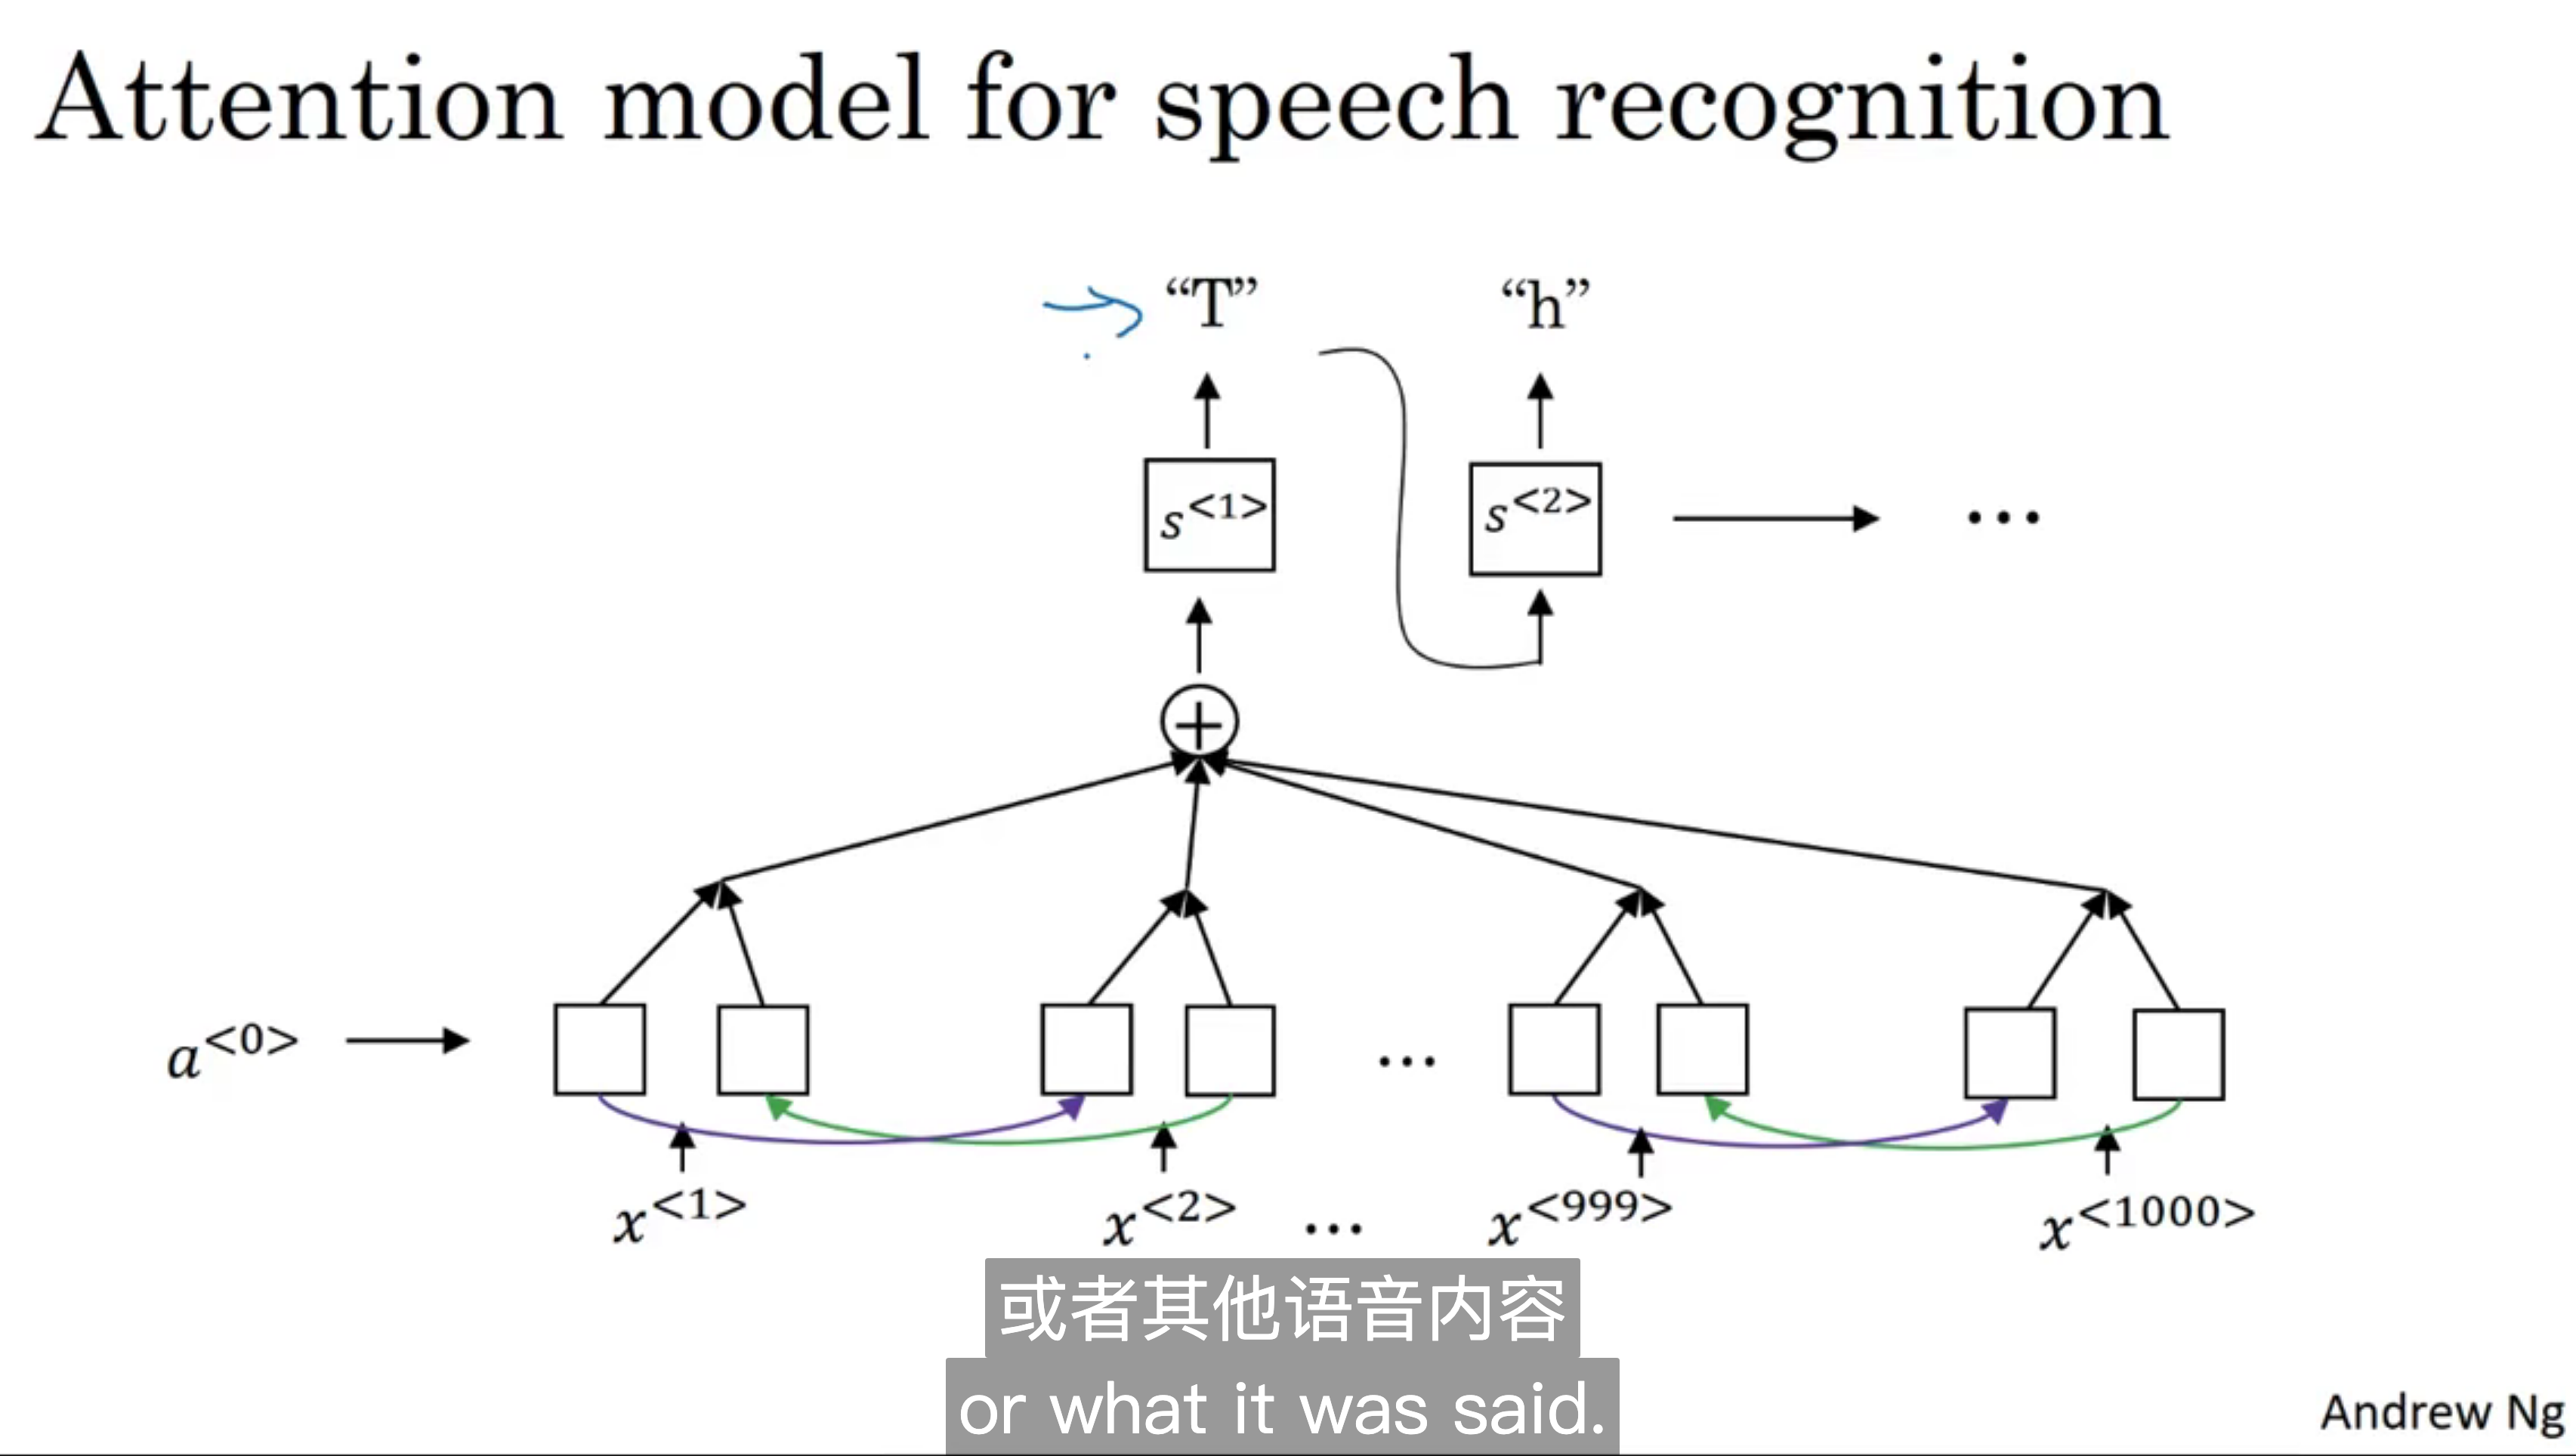 Attention model for speech recognition
“T” “h”
s<1> s<2> ...
a<0> ...
x<1> x<2> ... x<999> x<1000>
或者其他语音内容
or what it was said.
Andrew Ng